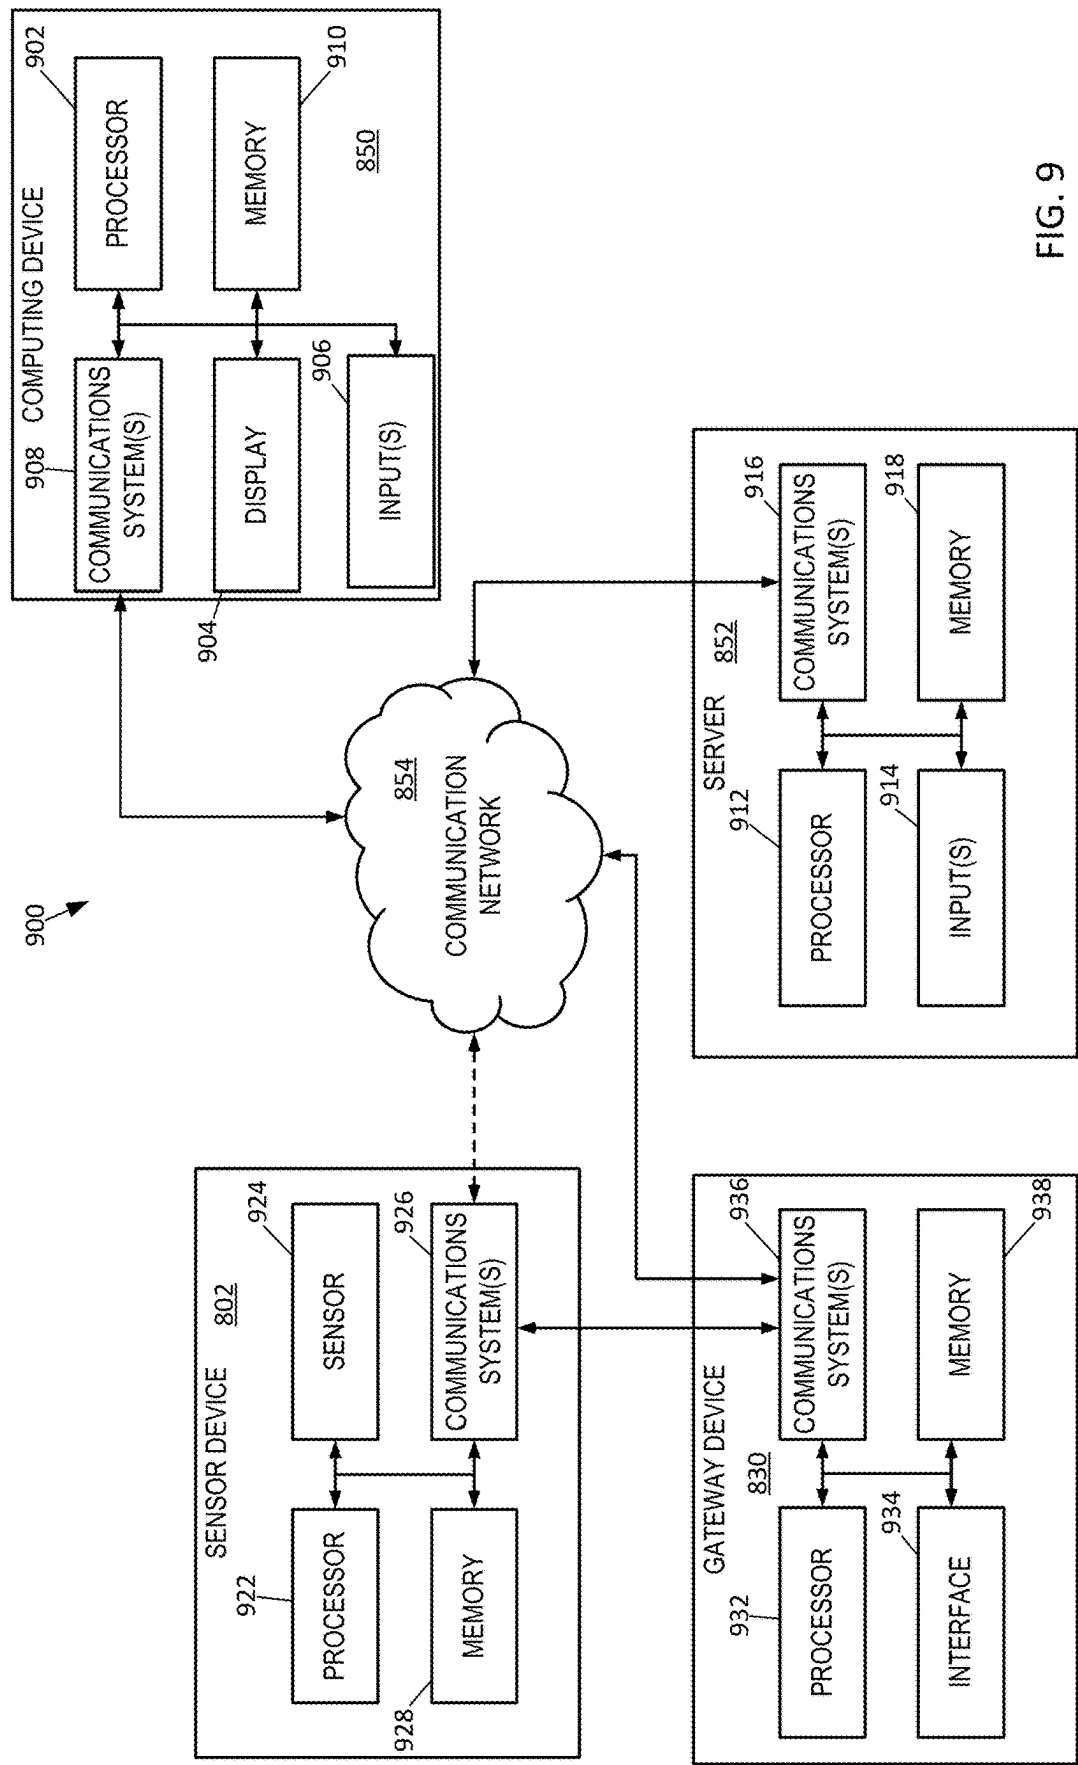 900
SENSOR DEVICE
802
922
PROCESSOR
924
SENSOR
928
MEMORY
926
COMMUNICATIONS
SYSTEM(S)
854
COMMUNICATION
NETWORK
COMPUTING DEVICE
908
COMMUNICATIONS
SYSTEM(S)
902
PROCESSOR
904
DISPLAY
910
MEMORY
906
INPUT(S)
850
GATEWAY DEVICE
830
932
PROCESSOR
936
COMMUNICATIONS
SYSTEM(S)
934
INTERFACE
938
MEMORY
SERVER
852
912
PROCESSOR
916
COMMUNICATIONS
SYSTEM(S)
914
INPUT(S)
918
MEMORY
FIG. 9